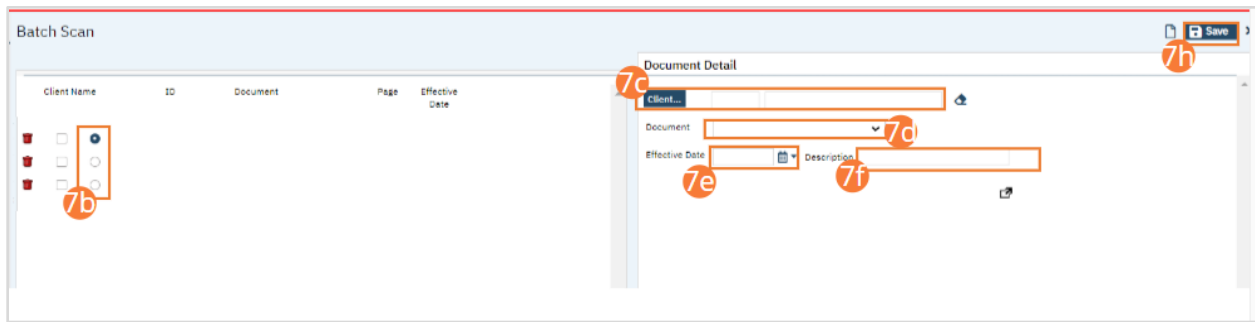 Batch Scan
Save
7h
Document Detail
7c
Client Name ID Document Page Effective Date
Client...
Document
7d
Effective Date
Description
7e
7f
7b